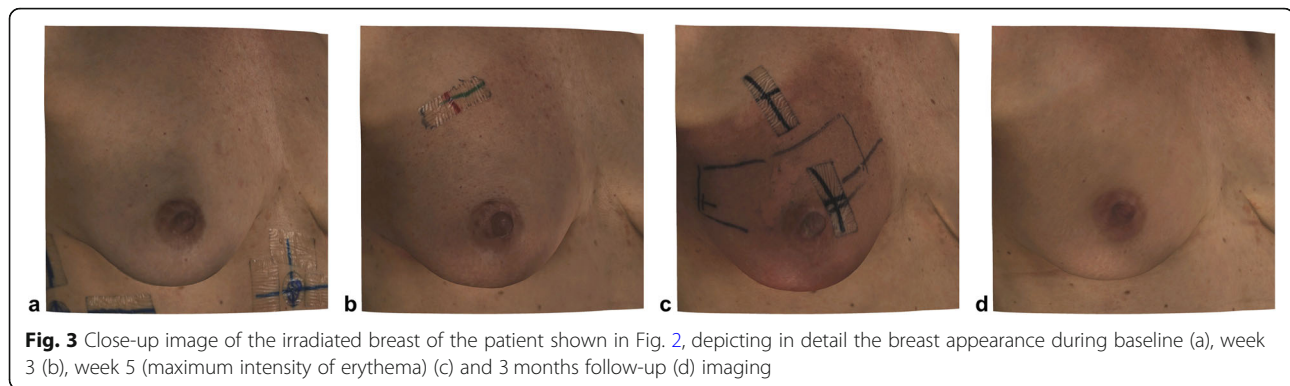 a
b
c
d
Fig. 3 Close-up image of the irradiated breast of the patient shown in Fig. 2, depicting in detail the breast appearance during baseline (a), week
3 (b), week 5 (maximum intensity of erythema) (c) and 3 months follow-up (d) imaging